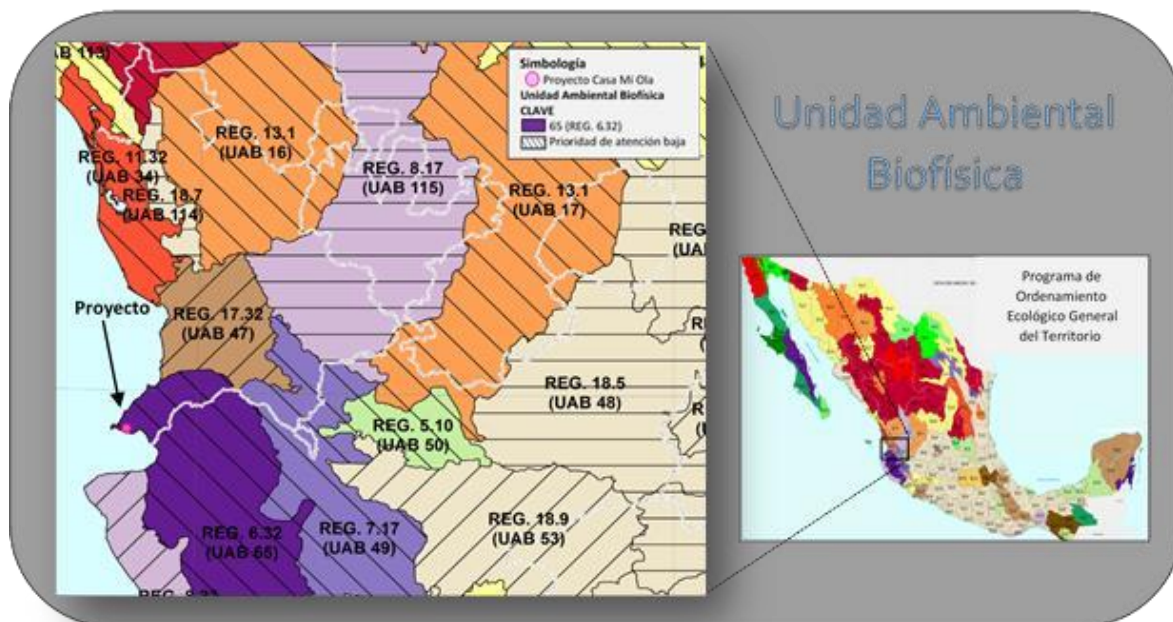 Unidad Ambiental
Biofísica
UAB 113)
Simbología
Proyecto Casa Mi Ola
Unidad Ambiental Biofísica
CLAVE
65 (REG. 6.32)
Prioridad de atención baja
REG. 13.1
(UAB 16)
REG. 11.32
(UAB 34)
REG. 18.7
(UAB 114)
REG. 8.17
(UAB 115)
REG. 13.1
(UAB 17)
REG.
(UAB
Proyecto
REG. 17.32
(UAB 47)
REG. 18.5
(UAB 48)
REG. 5.10
(UAB 50)
REG. 6.32
(UAB 65)
REG. 7.17
(UAB 49)
REG. 18.9
(UAB 53)
Programa de
Ordenamiento
Ecológico General
del Territorio